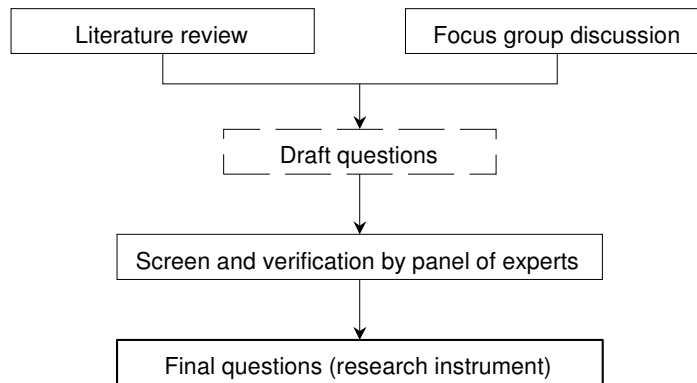 Literature review
Focus group discussion
Draft questions
Screen and verification by panel of experts
Final questions (research instrument)